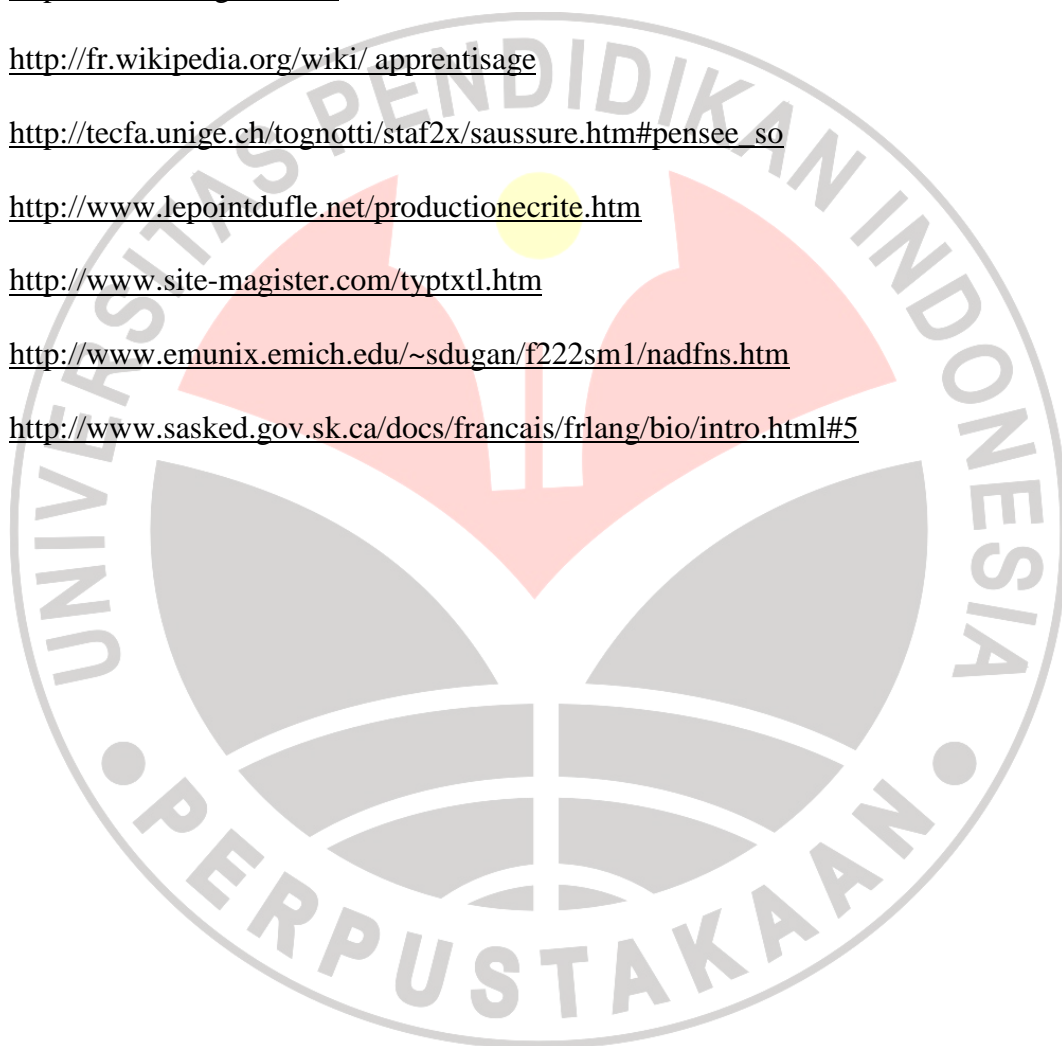 http://fr.wikipedia.org/wiki/ apprentisage
http://tecfa.unige.ch/tognotti/staf2x/saussure.htm#pensee_so
http://www.lepointdufle.net/productionecrite.htm
http://www.site-magister.com/typtxtl.htm
http://www.emunix.emich.edu/~sdugan/f222sm1/nadfns.htm
http://www.sasked.gov.sk.ca/docs/francais/frlang/bio/intro.html#5
UNIVERSITAS PENDIDIKAN INDONESIA
PERPUSTAKAAN